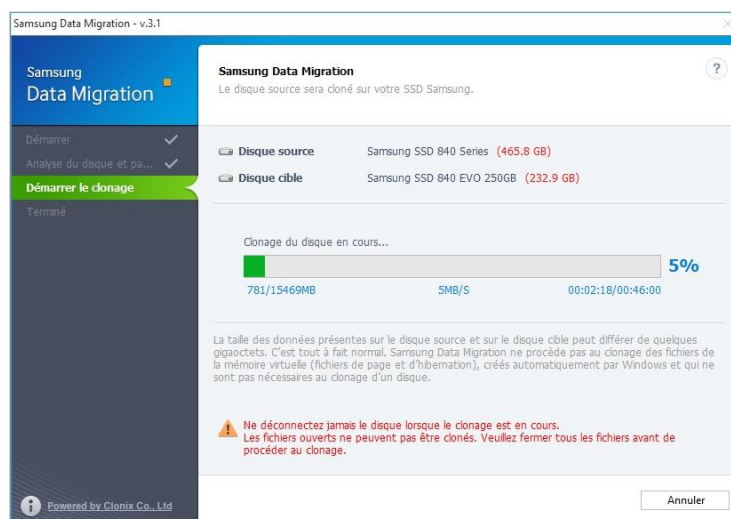 Samsung Data Migration - v.3.1
Samsung
Data Migration
Démarrer
Analyse du disque et pa...
Démarrer le clonage
Terminé
Samsung Data Migration
Le disque source sera cloné sur votre SSD Samsung.
?
Disque source Samsung SSD 840 Series (465.8 GB)
Disque cible Samsung SSD 840 EVO 250GB (232.9 GB)
Clonage du disque en cours...
5%
781/15469MB 5MB/S 00:02:18/00:46:00
La taille des données présentes sur le disque source et sur le disque cible peut différer de quelques
gigaoctets. C'est tout à fait normal. Samsung Data Migration ne procède pas au clonage des fichiers de
la mémoire virtuelle (fichiers de page et d'hibernation), créés automatiquement par Windows et qui ne
sont pas nécessaires au clonage d'un disque.
Ne déconnectez jamais le disque lorsque le clonage est en cours.
Les fichiers ouverts ne peuvent pas être clonés. Veuillez fermer tous les fichiers avant de
procéder au clonage.
Powered by Clonix Co., Ltd
Annuler